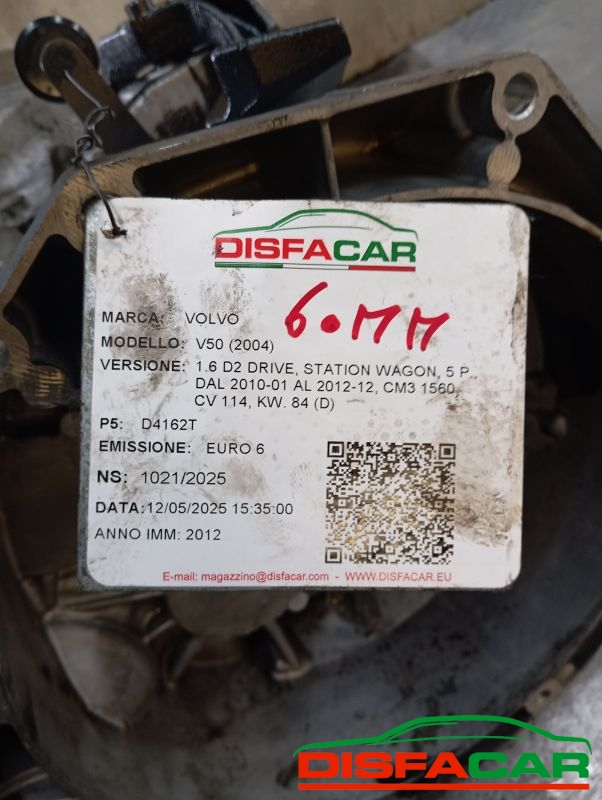 DISFACAR
MARCA: VOLVO
6.MM
MODELLO: V50 (2004)
VERSIONE: 1.6 D2 DRIVE, STATION WAGON, 5 P.,
DAL 2010-01 AL 2012-12, CM3 1560,
CV 114, KW. 84 (D)
P5: D4162T
EMISSIONE: EURO 6
NS: 1021/2025
DATA:12/05/2025 15:35:00
ANNO IMM: 2012
E-mail: magazzino@disfacar.com - WWW.DISFACAR.EU
DISFACAR